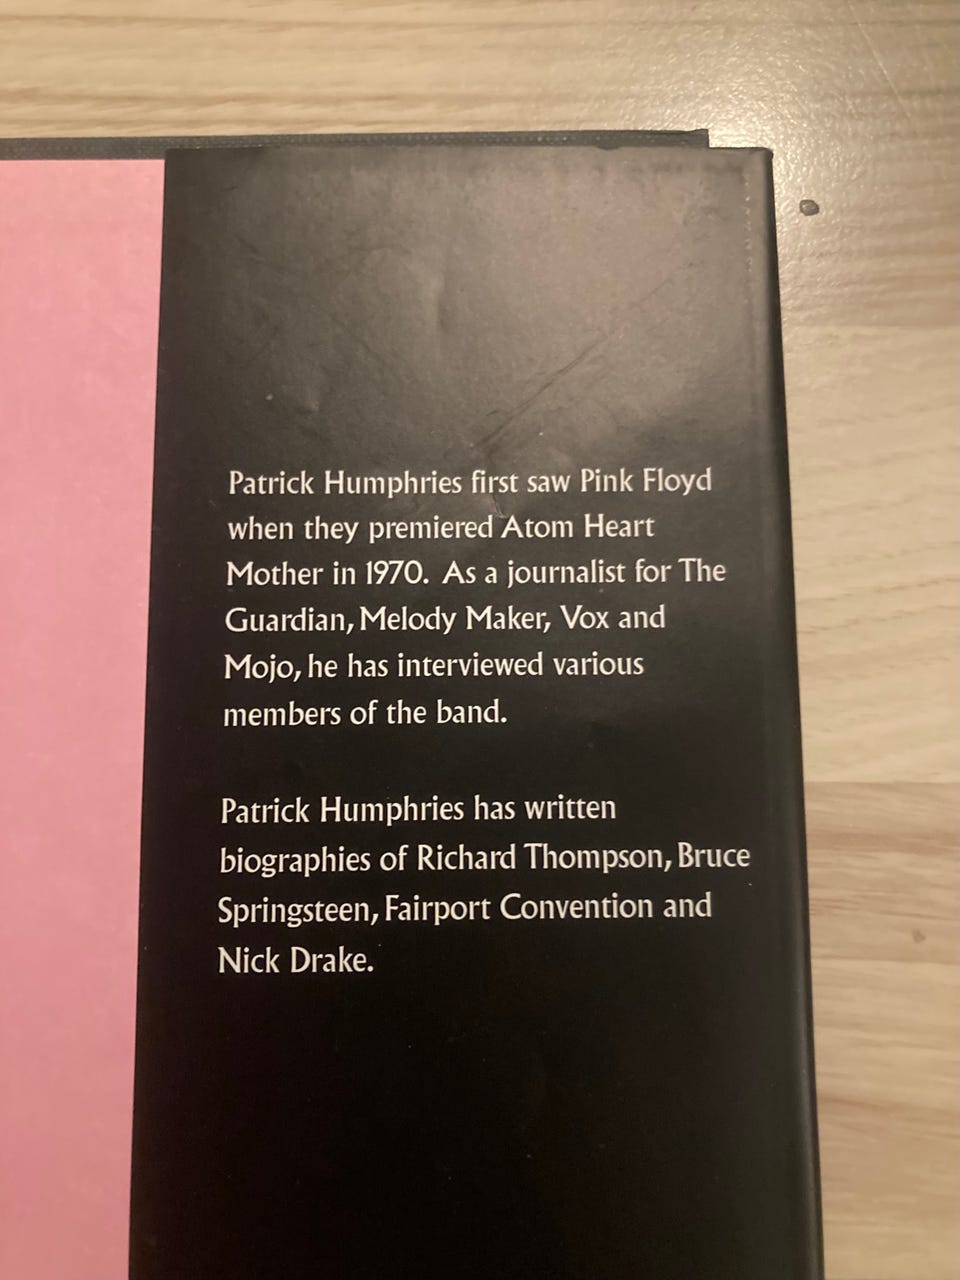 Patrick Humphries first saw Pink Floyd
when they premiered Atom Heart
Mother in 1970. As a journalist for The
Guardian, Melody Maker, Vox and
Mojo, he has interviewed various
members of the band.
Patrick Humphries has written
biographies of Richard Thompson, Bruce
Springsteen, Fairport Convention and
Nick Drake.